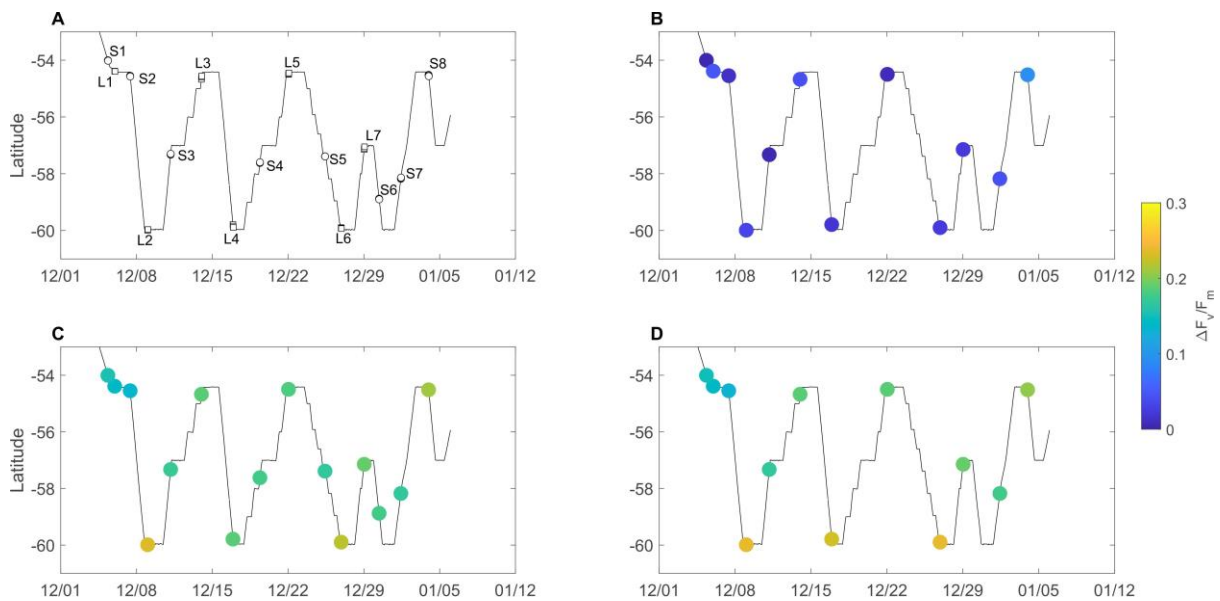 A
B
Latitude
-54
-56
-58
-60
S1
L1
S2
L2
S3
L3
L4
S4
L5
S5
L6
L7
S6
S7
S8
12/01
12/08
12/15
12/22
12/29
01/05
01/12
-54
-56
-58
-60
12/01
12/08
12/15
12/22
12/29
01/05
01/12
0.3
0.2
0.1
0
ΔFv/Fm
C
D
Latitude
-54
-56
-58
-60
12/01
12/08
12/15
12/22
12/29
01/05
01/12
-54
-56
-58
-60
12/01
12/08
12/15
12/22
12/29
01/05
01/12